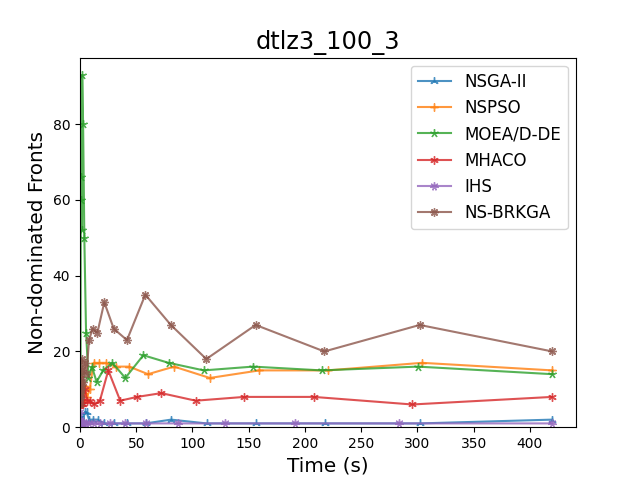 dtlz3_100_3
NSGA-II
NSPSO
MOEA/D-DE
MHACO
IHS
NS-BRKGA
Non-dominated Fronts
80
60
40
20
0
0 50 100 150 200 250 300 350 400
Time (s)